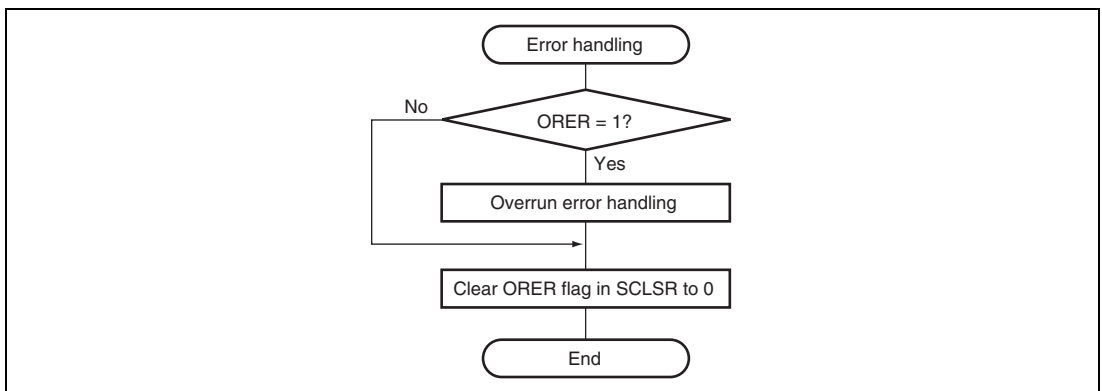 Error handling
No
ORER = 1?
Yes
Overrun error handling
Clear ORER flag in SCLSR to 0
End